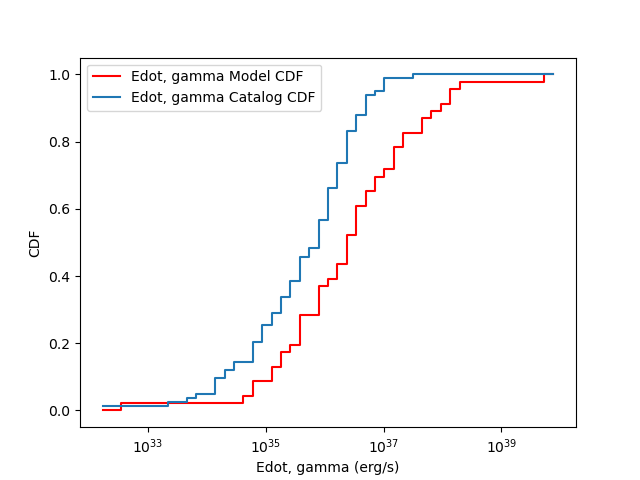 Edot, gamma Model CDF
Edot, gamma Catalog CDF
1.0
0.8
0.6
0.4
0.2
0.0
CDF
10^33 10^35 10^37 10^39
Edot, gamma (erg/s)